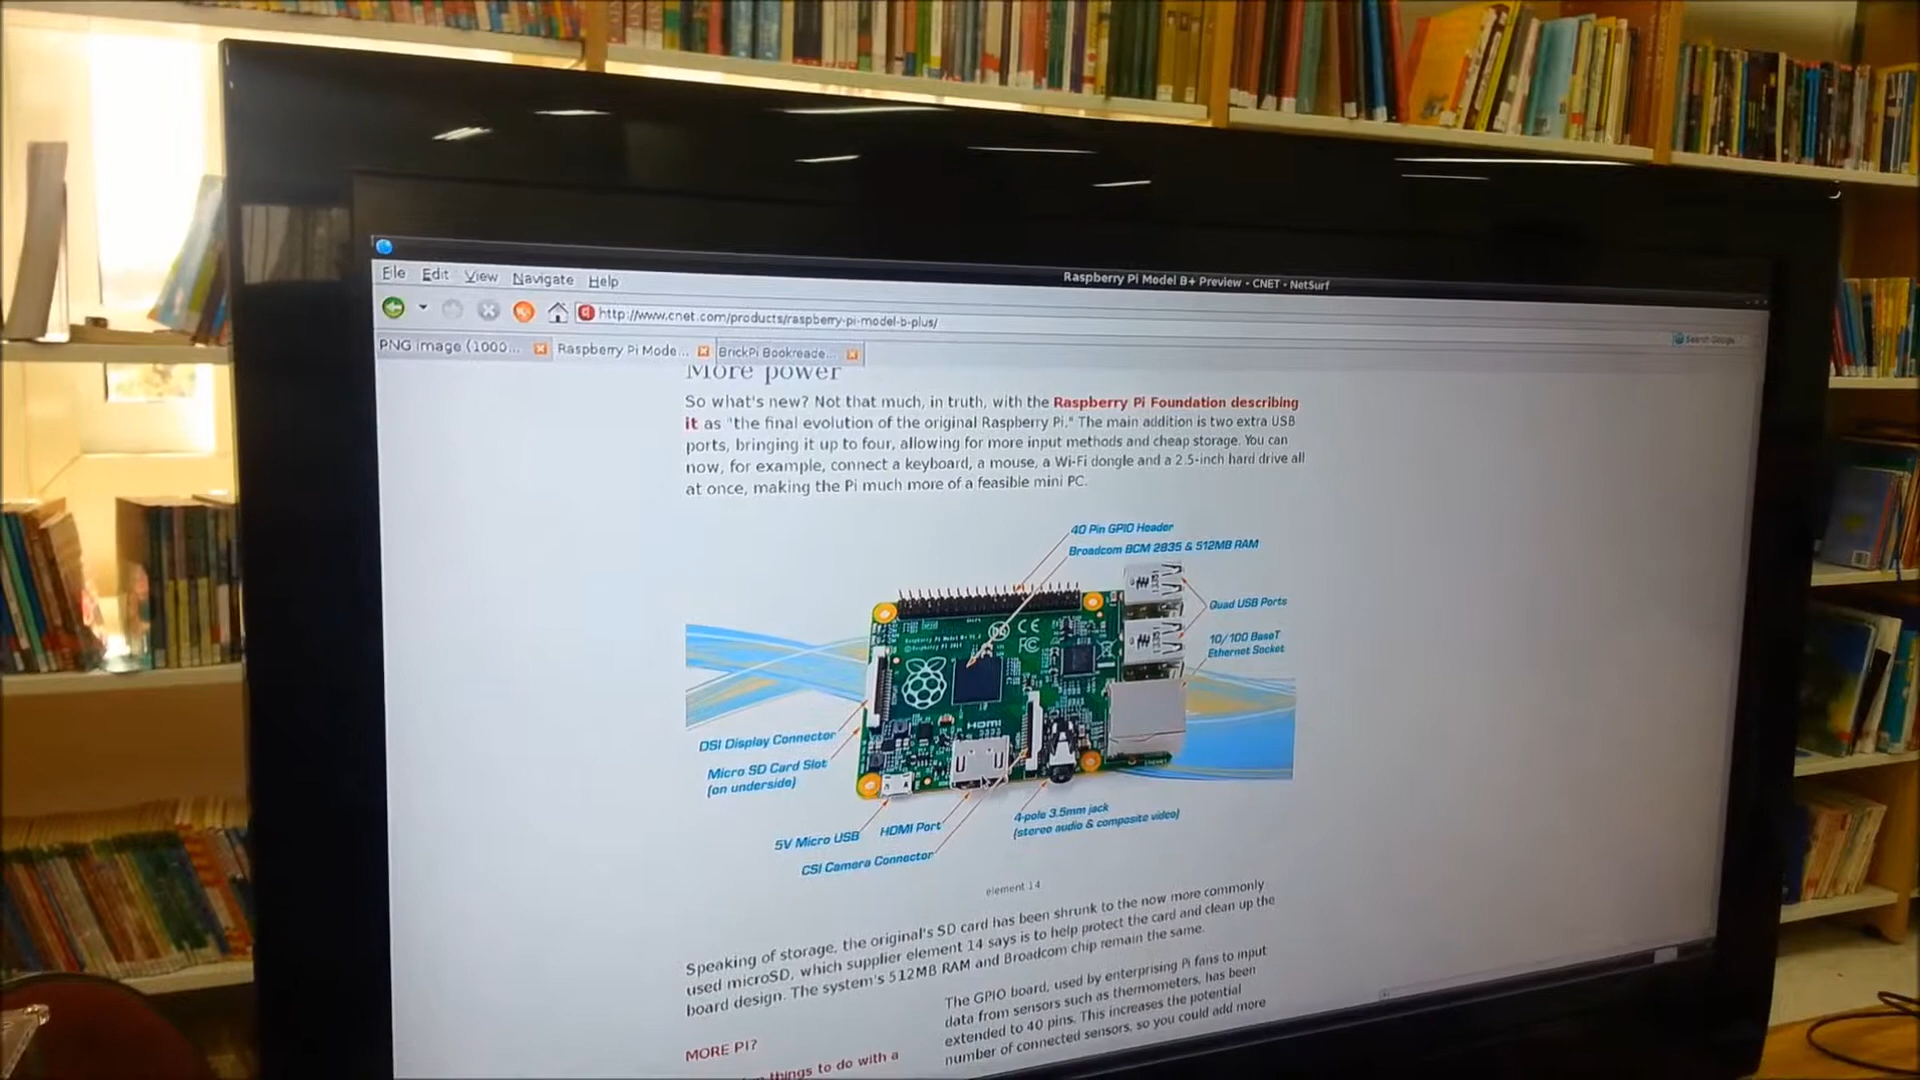 Raspberry Pi Model B+ Preview - CNET - NetSurf
File Edit View Navigate Help
http://www.cnet.com/products/raspberry-pi-model-b-plus/
Search Google
PNG image (1000... Raspberry Pi Mode... BrickPi Bookreade...
More power
So what's new? Not that much, in truth, with the Raspberry Pi Foundation describing
it as "the final evolution of the original Raspberry Pi." The main addition is two extra USB
ports, bringing it up to four, allowing for more input methods and cheap storage. You can
now, for example, connect a keyboard, a mouse, a Wi-Fi dongle and a 2.5-inch hard drive all
at once, making the Pi much more of a feasible mini PC.
40 Pin GPIO Header
Broadcom BCM 2835 & 512MB RAM
Quad USB Ports
10/100 BaseT
Ethernet Socket
HDMI
DSI Display Connector
Micro SD Card Slot
(on underside)
5V Micro USB
HDMI Port
CSI Camera Connector
4-pole 3.5mm jack
(stereo audio & composite video)
element 14
Speaking of storage, the original's SD card has been shrunk to the now more commonly
used microSD, which supplier element 14 says is to help protect the card and clean up the
board design. The system's 512MB RAM and Broadcom chip remain the same.
MORE PI?
things to do with a
The GPIO board, used by enterprising Pi fans to input
data from sensors such as thermometers, has been
extended to 40 pins. This increases the potential
number of connected sensors, so you could add more